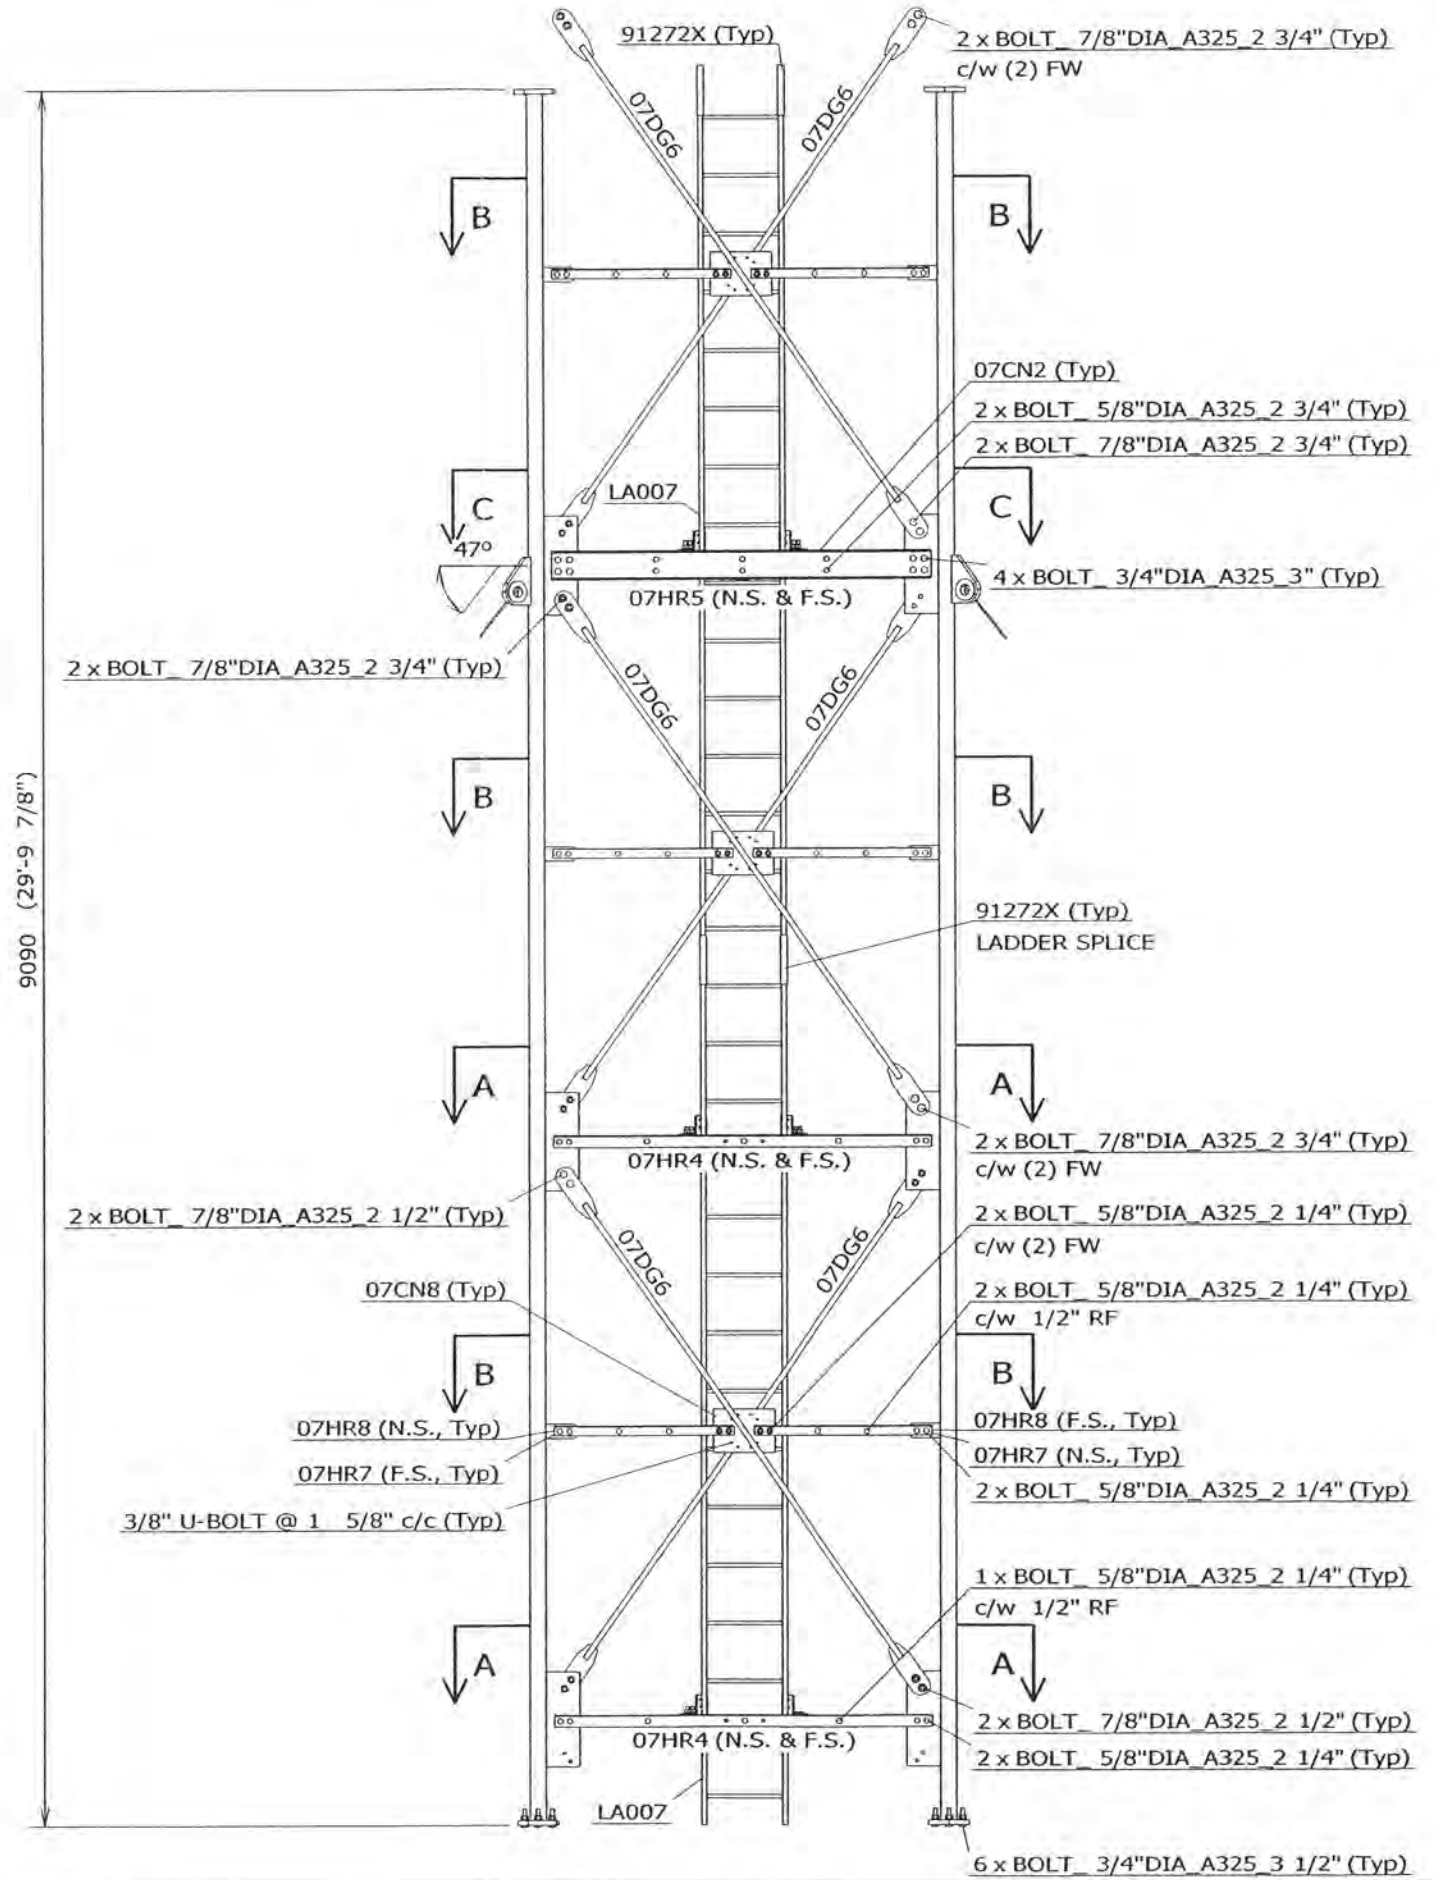 91272X (Typ)
2 x BOLT_ 7/8"DIA_A325_2 3/4" (Typ)
c/w (2) FW
07DG6
07DG6
B
B
07CN2 (Typ)
2 x BOLT_ 5/8"DIA_A325_2 3/4" (Typ)
2 x BOLT_ 7/8"DIA_A325_2 3/4" (Typ)
LA007
C
C
47°
4 x BOLT_ 3/4"DIA_A325_3" (Typ)
07HR5 (N.S. & F.S.)
2 x BOLT_ 7/8"DIA_A325_2 3/4" (Typ)
07DG6
07DG6
B
B
9090 (29'-9 7/8")
91272X (Typ)
LADDER SPLICE
A
A
2 x BOLT_ 7/8"DIA_A325_2 3/4" (Typ)
c/w (2) FW
07HR4 (N.S. & F.S.)
2 x BOLT_ 7/8"DIA_A325_2 1/2" (Typ)
2 x BOLT_ 5/8"DIA_A325_2 1/4" (Typ)
c/w (2) FW
07DG6
07DG6
07CN8 (Typ)
2 x BOLT_ 5/8"DIA_A325_2 1/4" (Typ)
c/w 1/2" RF
B
B
07HR8 (N.S., Typ)
07HR8 (F.S., Typ)
07HR7 (F.S., Typ)
07HR7 (N.S., Typ)
2 x BOLT_ 5/8"DIA_A325_2 1/4" (Typ)
3/8" U-BOLT @ 1 5/8" c/c (Typ)
1 x BOLT_ 5/8"DIA_A325_2 1/4" (Typ)
c/w 1/2" RF
A
A
2 x BOLT_ 7/8"DIA_A325_2 1/2" (Typ)
07HR4 (N.S. & F.S.)
2 x BOLT_ 5/8"DIA_A325_2 1/4" (Typ)
LA007
6 x BOLT_ 3/4"DIA_A325_3 1/2" (Typ)